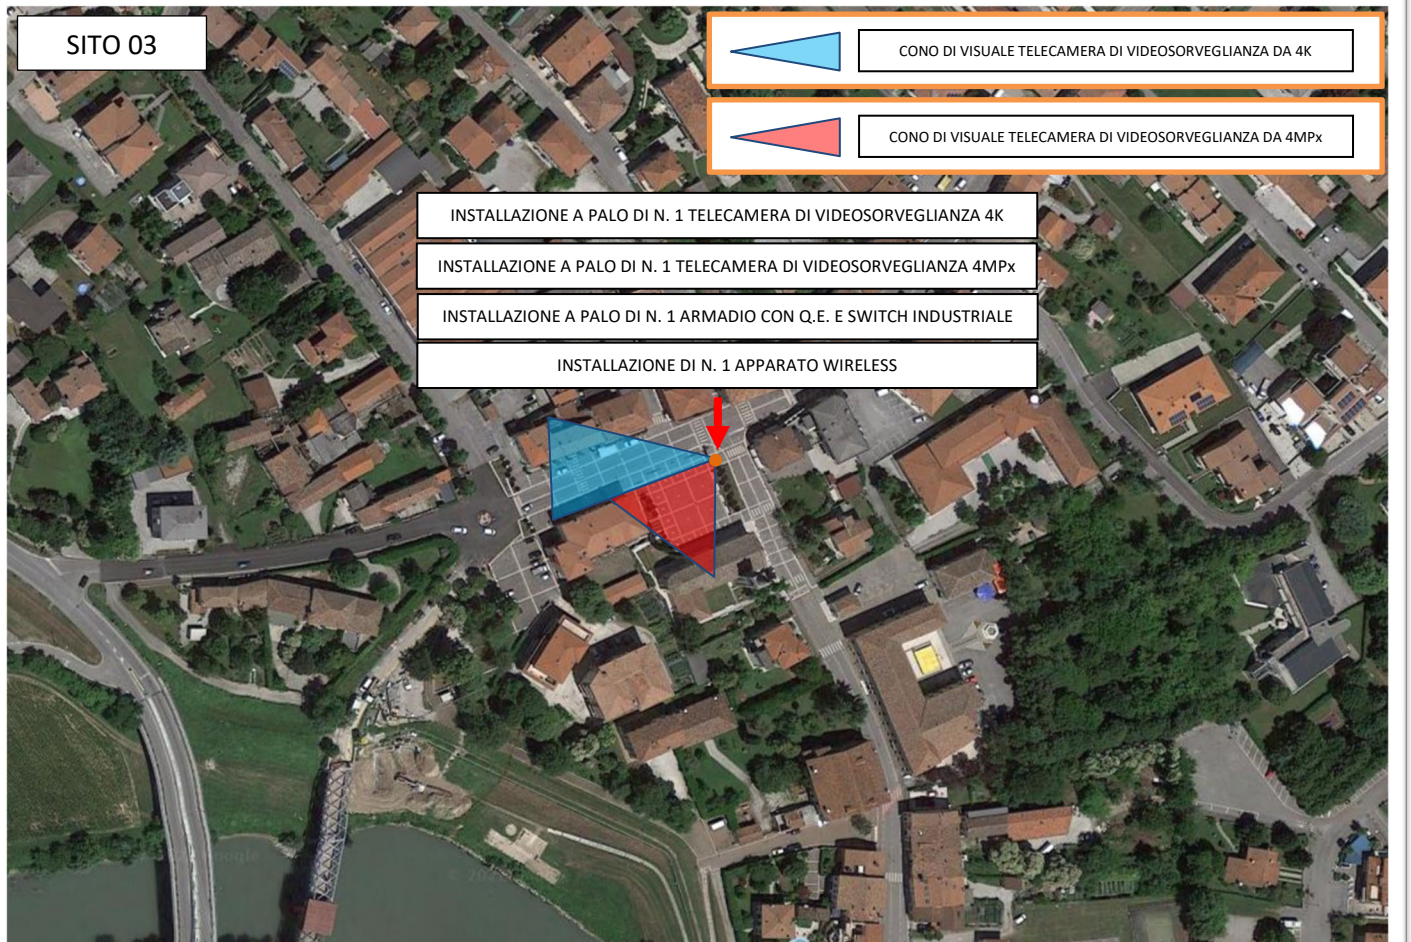 SITO 03
CONO DI VISUALE TELECAMERA DI VIDEOSORVEGLIANZA DA 4K
CONO DI VISUALE TELECAMERA DI VIDEOSORVEGLIANZA DA 4MPx
INSTALLAZIONE A PALO DI N. 1 TELECAMERA DI VIDEOSORVEGLIANZA 4K
INSTALLAZIONE A PALO DI N. 1 TELECAMERA DI VIDEOSORVEGLIANZA 4MPx
INSTALLAZIONE A PALO DI N. 1 ARMADIO CON Q.E. E SWITCH INDUSTRIALE
INSTALLAZIONE DI N. 1 APPARATO WIRELESS